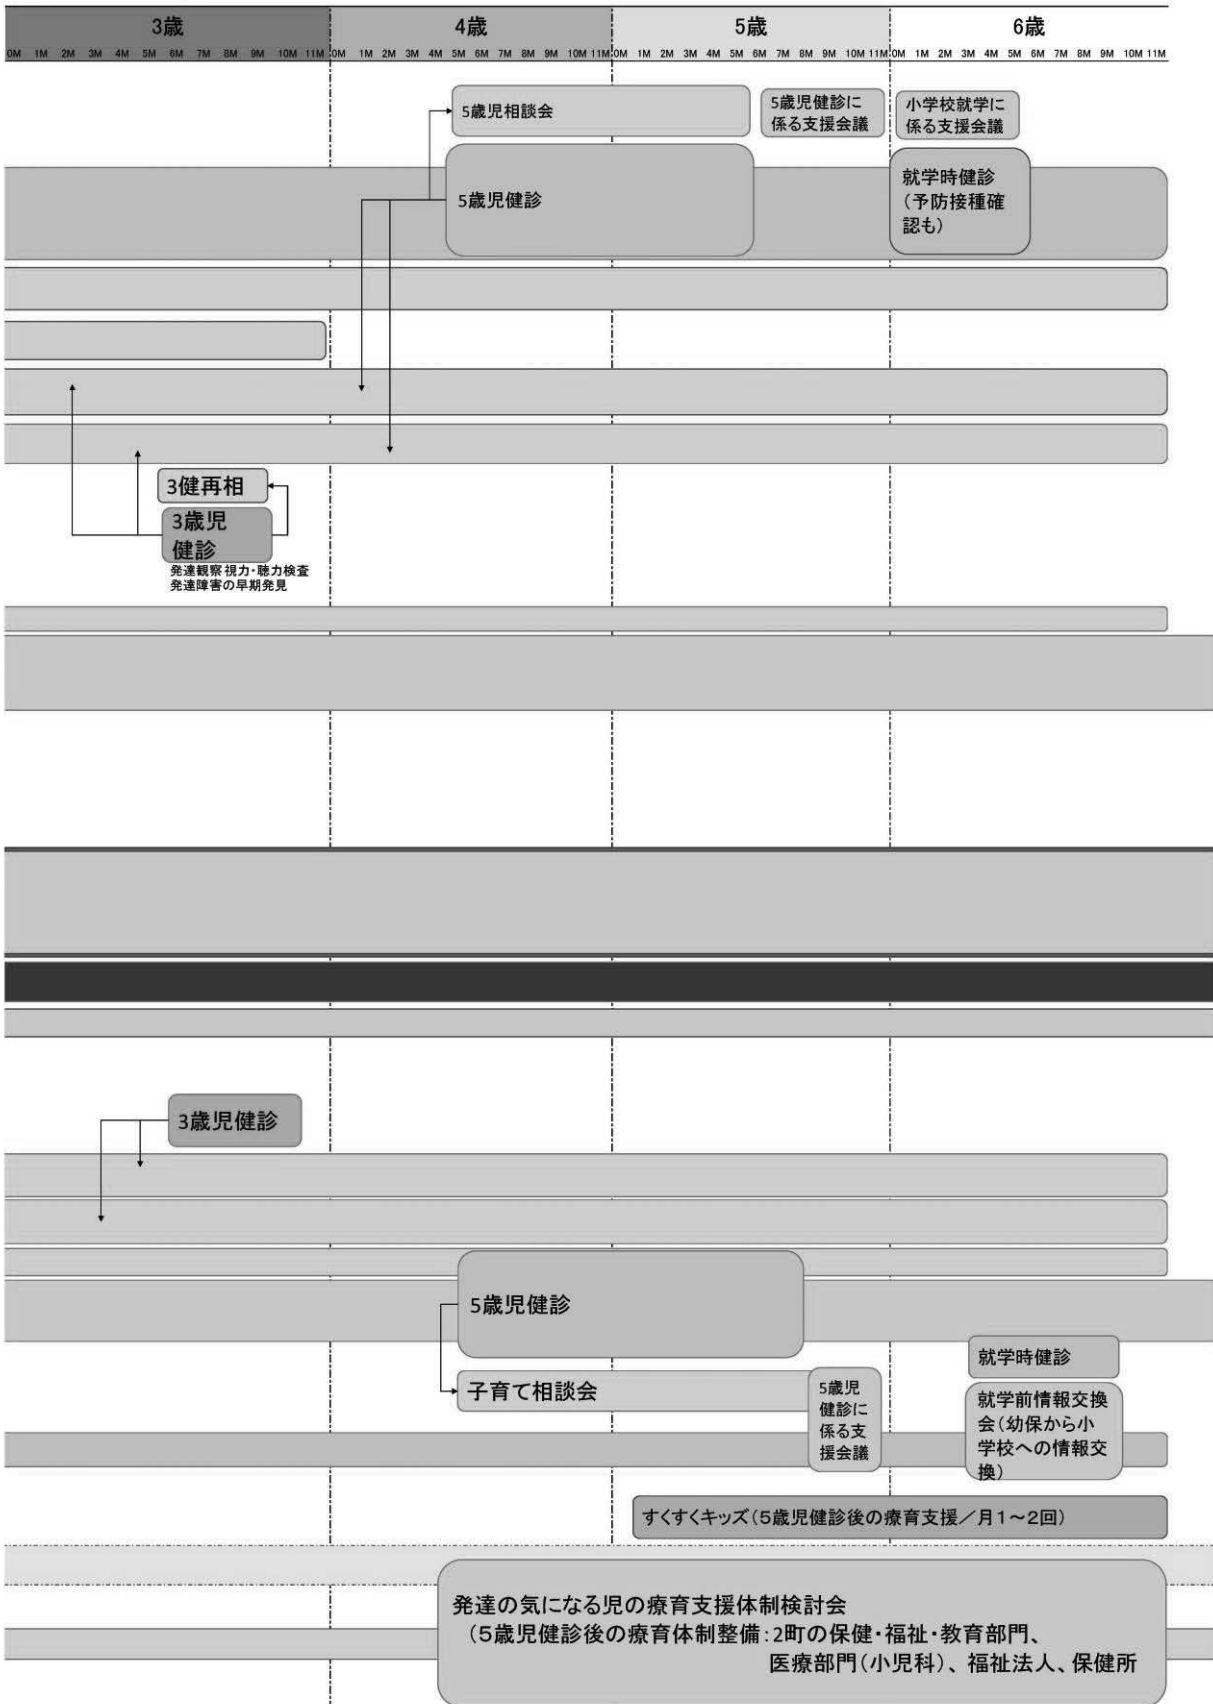 3歳 4歳 5歳 6歳
0M 1M 2M 3M 4M 5M 6M 7M 8M 9M 10M 11M 0M 1M 2M 3M 4M 5M 6M 7M 8M 9M 10M 11M 0M 1M 2M 3M 4M 5M 6M 7M 8M 9M 10M 11M 0M 1M 2M 3M 4M 5M 6M 7M 8M 9M 10M 11M
5歳児相談会
5歳児健診に
係る支援会議
小学校就学に
係る支援会議
5歳児健診
就学時健診
(予防接種確
認も)
3健再相
3歳児
健診
発達観察 視力・聴力検査
発達障害の早期発見
3歳児健診
5歳児健診
就学時健診
子育て相談会
5歳児
健診に
係る支
援会議
就学前情報交換
会(幼保から小
学校への情報交
換)
すくすくキッズ(5歳児健診後の療育支援/月1～2回)
発達の気になる児の療育支援体制検討会
(5歳児健診後の療育体制整備:2町の保健・福祉・教育部門、
医療部門(小児科)、福祉法人、保健所